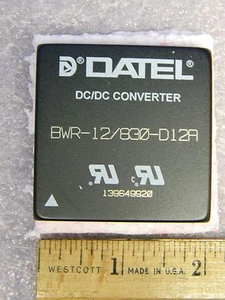 DATEL
DC/DC CONVERTER
BWR-12/830-D12A
139649920
1 2
WESTCOTT MADE IN U.S.A.